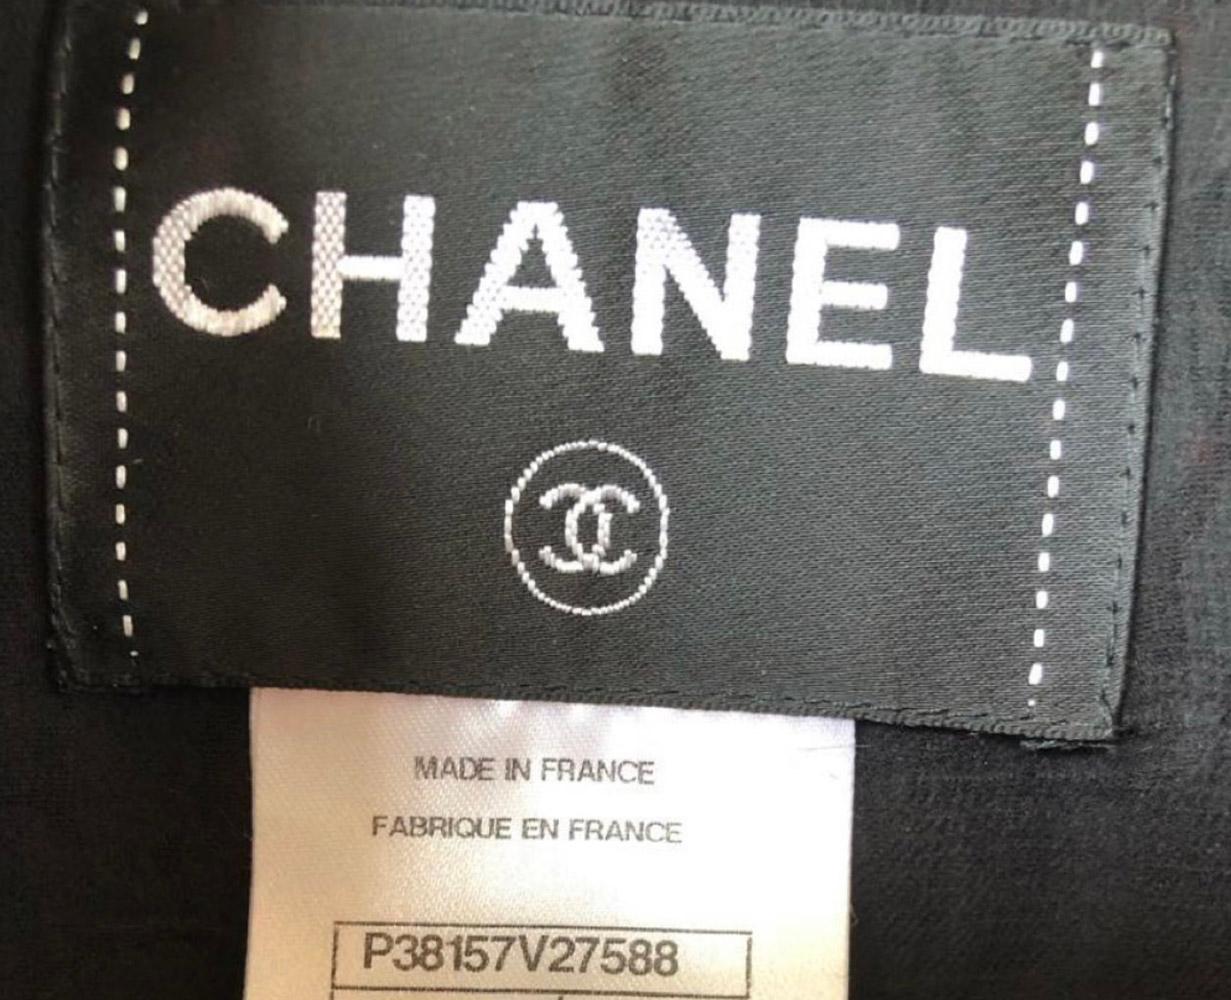 CHANEL
MADE IN FRANCE
FABRIQUE EN FRANCE
P38157V27588